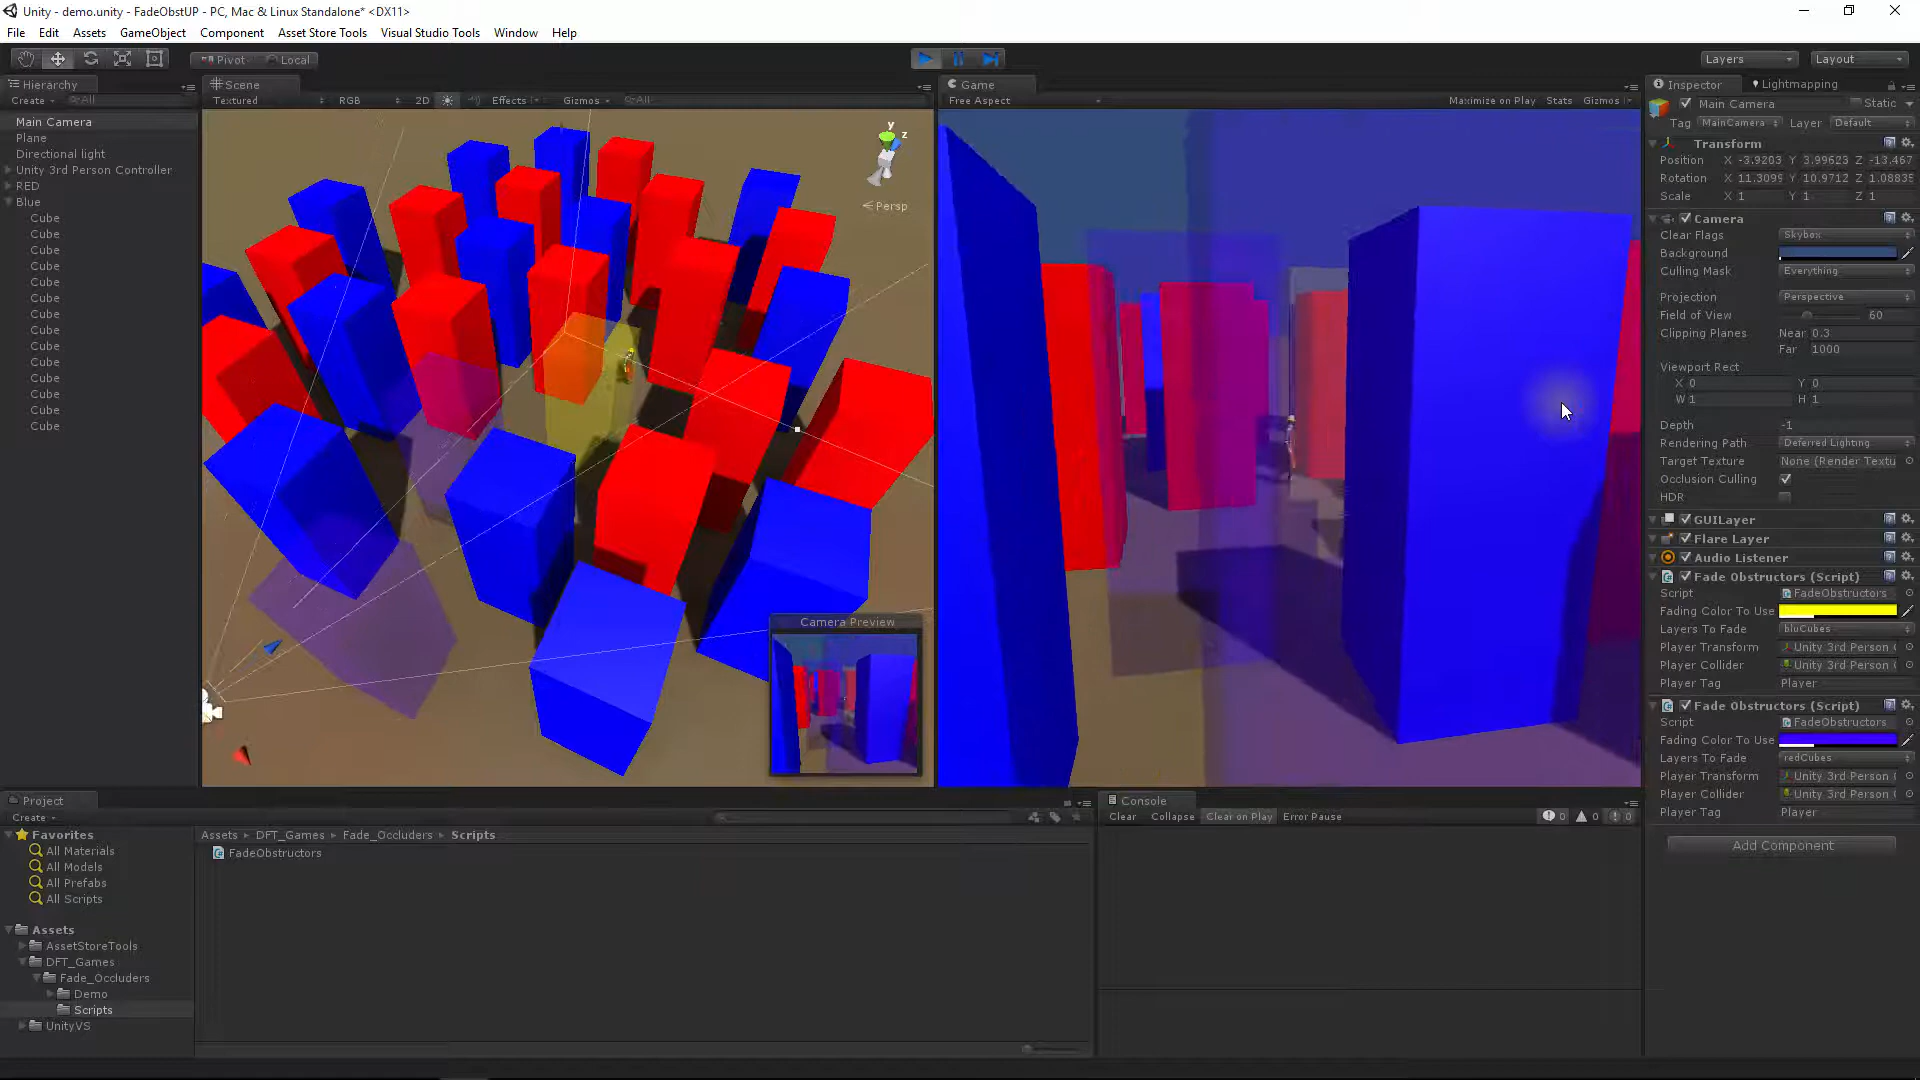 Unity - demo.unity - FadeObstUP - PC, Mac & Linux Standalone* <DX11>
File Edit Assets GameObject Component Asset Store Tools Visual Studio Tools Window Help
Pivot Local
Layers Layout
Hierarchy
Create All
Main Camera
Plane
Directional light
Unity 3rd Person Controller
RED
Blue
Cube
Cube
Cube
Cube
Cube
Cube
Cube
Cube
Cube
Cube
Cube
Cube
Cube
Cube
Scene
Textured RGB 2D Effects Gizmos All
y
z
Persp
Camera Preview
Game
Free Aspect Maximize on Play Stats Gizmos
Inspector Lightmapping
Main Camera Static
Tag MainCamera Layer Default
Transform
Position X -3.9203 Y 3.99623 Z -13.467
Rotation X 11.3099 Y 10.9712 Z 1.08835
Scale X 1 Y 1 Z 1
Camera
Clear Flags Skybox
Background
Culling Mask Everything
Projection Perspective
Field of View 60
Clipping Planes Near 0.3
Far 1000
Viewport Rect
X 0 Y 0
W 1 H 1
Depth -1
Rendering Path Deferred Lighting
Target Texture None (Render Textu
Occlusion Culling
HDR
GUILayer
Flare Layer
Audio Listener
Fade Obstructors (Script)
Script FadeObstructors
Fading Color To Use
Layers To Fade bluCubes
Player Transform Unity 3rd Person
Player Collider Unity 3rd Person
Player Tag Player
Fade Obstructors (Script)
Script FadeObstructors
Fading Color To Use
Layers To Fade redCubes
Player Transform Unity 3rd Person
Player Collider Unity 3rd Person
Player Tag Player
Add Component
Project
Create
Favorites
All Materials
All Models
All Prefabs
All Scripts
Assets
AssetStoreTools
DFT_Games
Fade_Occluders
Demo
Scripts
UnityVS
Assets DFT_Games Fade_Occluders Scripts
FadeObstructors
Console
Clear Collapse Clear on Play Error Pause 0 0 0